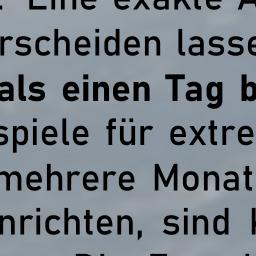 Eine exakte A
rscheiden lasse
als einen Tag b
spiele für extre
mehrere Monat
nrichten, sind k